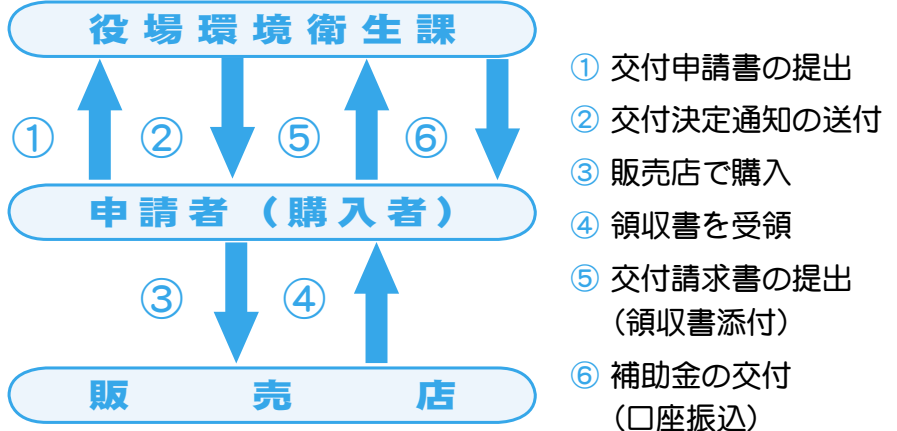 役場環境衛生課
① ② ⑤ ⑥
申請者（購入者）
③ ④
販売店
① 交付申請書の提出
② 交付決定通知の送付
③ 販売店で購入
④ 領収書を受領
⑤ 交付請求書の提出
（領収書添付）
⑥ 補助金の交付
（口座振込）